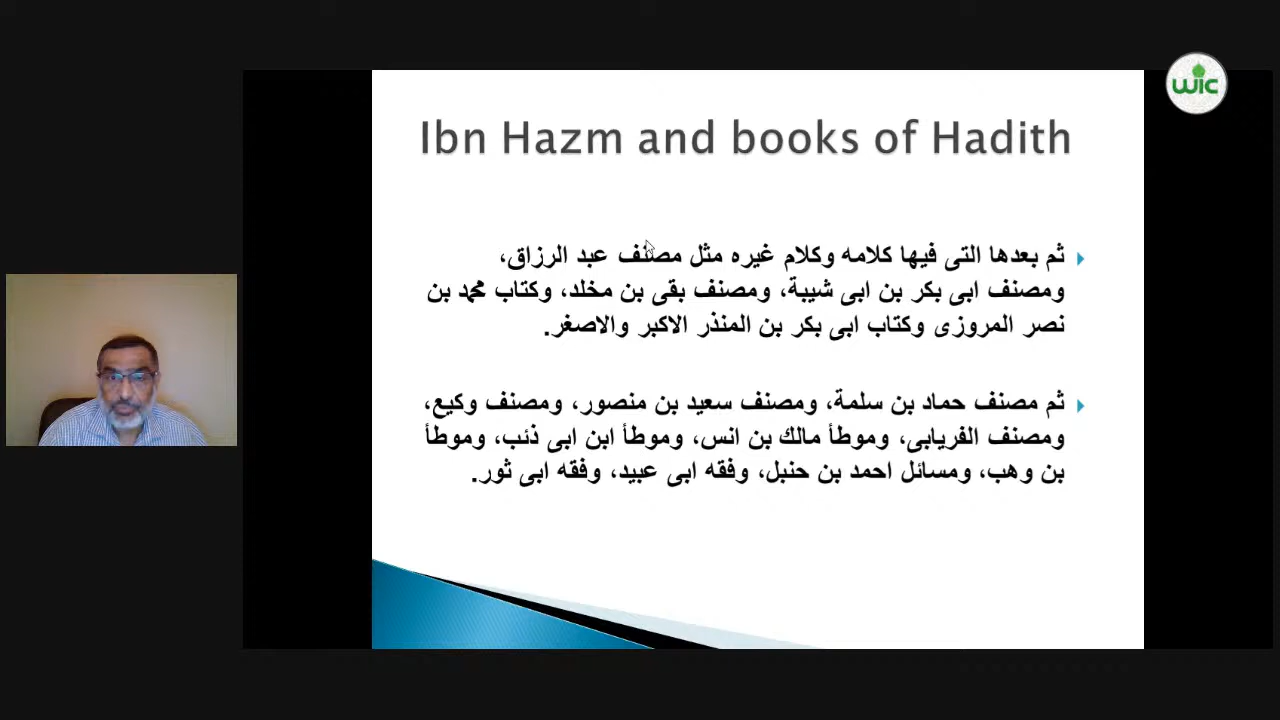 WIC
Ibn Hazm and books of Hadith
ثم بعدها التى فيها كلامه وكلام غيره مثل مصنف عبد الرزاق،
ومصنف ابى بكر بن ابى شيبة، ومصنف بقى بن مخلد، وكتاب محمد بن
نصر المروزى وكتاب ابى بكر بن المنذر الاكبر والاصغر.
ثم مصنف حماد بن سلمة، ومصنف سعيد بن منصور، ومصنف وكيع،
ومصنف الفريابى، وموطأ مالك بن انس، وموطأ ابن ابى ذئب، وموطأ
بن وهب، ومسائل احمد بن حنبل، وفقه ابى عبيد، وفقه ابى ثور.